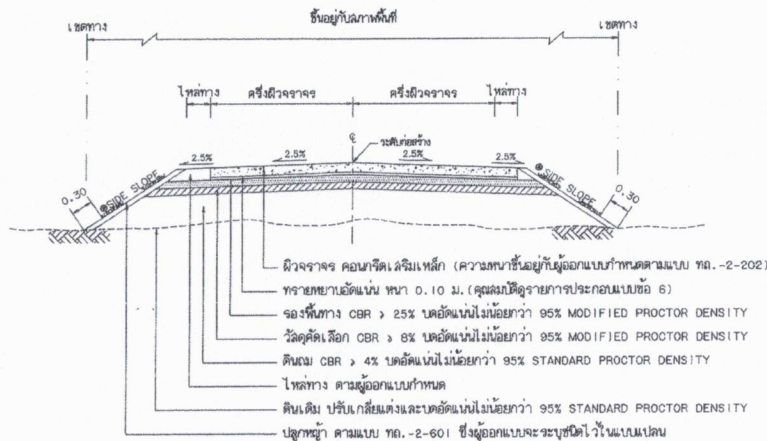 ขึ้นอยู่กับสภาพพื้นที่
เขตทาง
เขตทาง
ไหล่ทาง
ครึ่งผิวจราจร
ครึ่งผิวจราจร
ไหล่ทาง
℄
ระดับก่อสร้าง
2.5%
2.5%
2.5%
2.5%
0.30
SIDE SLOPE
SIDE SLOPE
0.30
ผิวจราจร คอนกรีตเสริมเหล็ก (ความหนาขึ้นอยู่กับผู้ออกแบบกำหนดตามแบบ ทถ.-2-202)
ทรายหยาบอัดแน่น หนา 0.10 ม. (คุณสมบัติดูรายการประกอบแบบข้อ 6)
รองพื้นทาง CBR > 25% บดอัดแน่นไม่น้อยกว่า 95% MODIFIED PROCTOR DENSITY
วัสดุคัดเลือก CBR > 8% บดอัดแน่นไม่น้อยกว่า 95% MODIFIED PROCTOR DENSITY
ดินถม CBR > 4% บดอัดแน่นไม่น้อยกว่า 95% STANDARD PROCTOR DENSITY
ไหล่ทาง ตามผู้ออกแบบกำหนด
ดินเดิม ปรับเกลี่ยแต่งและบดอัดแน่นไม่น้อยกว่า 95% STANDARD PROCTOR DENSITY
ปลูกหญ้า ตามแบบ ทถ.-2-601 ซึ่งผู้ออกแบบจะระบุชนิดไว้ในแบบแปลน